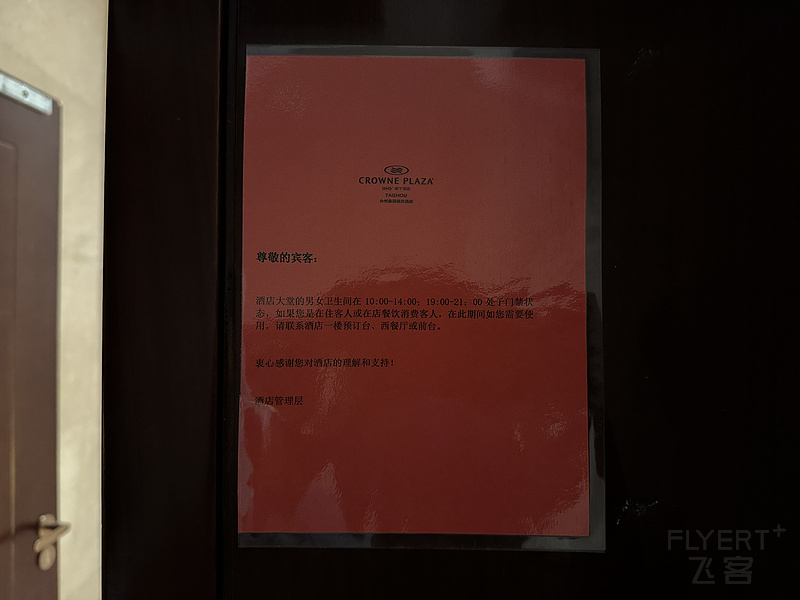 CROWNE PLAZA
TAIZHOU
尊敬的宾客：
酒店大堂的男女卫生间在 10:00-14:00；19:00-21：00 处于门禁状
态，如果您是在住客人或在店餐饮消费客人，在此期间如您需要使
用，请联系酒店一楼预订台、西餐厅或前台。
衷心感谢您对酒店的理解和支持！
酒店管理层
FLYERT+
飞客